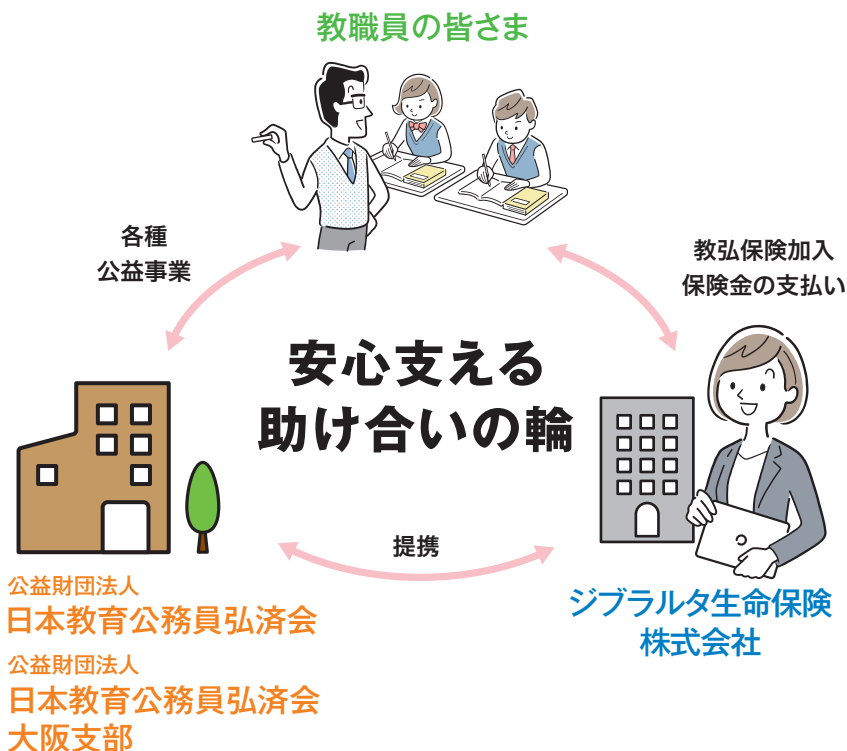 教職員の皆さま
各種
公益事業
教弘保険加入
保険金の支払い
安心支える
助け合いの輪
提携
公益財団法人
日本教育公務員弘済会
公益財団法人
日本教育公務員弘済会
大阪支部
ジブラルタ生命保険
株式会社